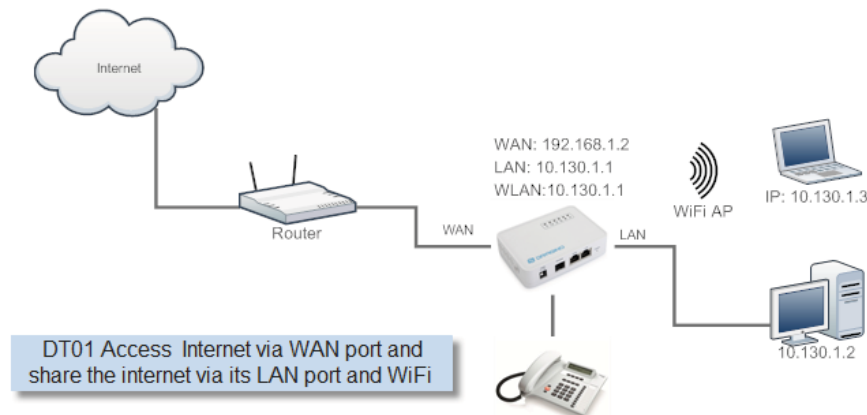 Internet
WAN: 192.168.1.2
LAN: 10.130.1.1
WLAN:10.130.1.1
WiFi AP
IP: 10.130.1.3
Router
WAN
LAN
DT01 Access Internet via WAN port and
share the internet via its LAN port and WiFi
10.130.1.2